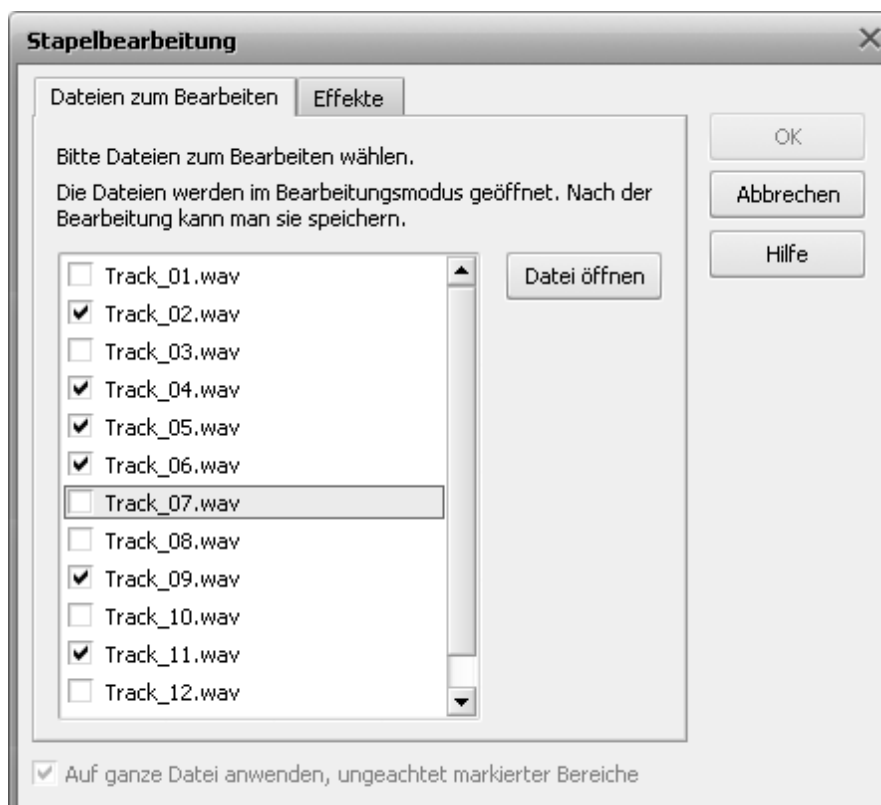 Stapelbearbeitung
Dateien zum Bearbeiten
Effekte
Bitte Dateien zum Bearbeiten wählen.
Die Dateien werden im Bearbeitungsmodus geöffnet. Nach der
Bearbeitung kann man sie speichern.
Track_01.wav
Track_02.wav
Track_03.wav
Track_04.wav
Track_05.wav
Track_06.wav
Track_07.wav
Track_08.wav
Track_09.wav
Track_10.wav
Track_11.wav
Track_12.wav
Datei öffnen
OK
Abbrechen
Hilfe
Auf ganze Datei anwenden, ungeachtet markierter Bereiche